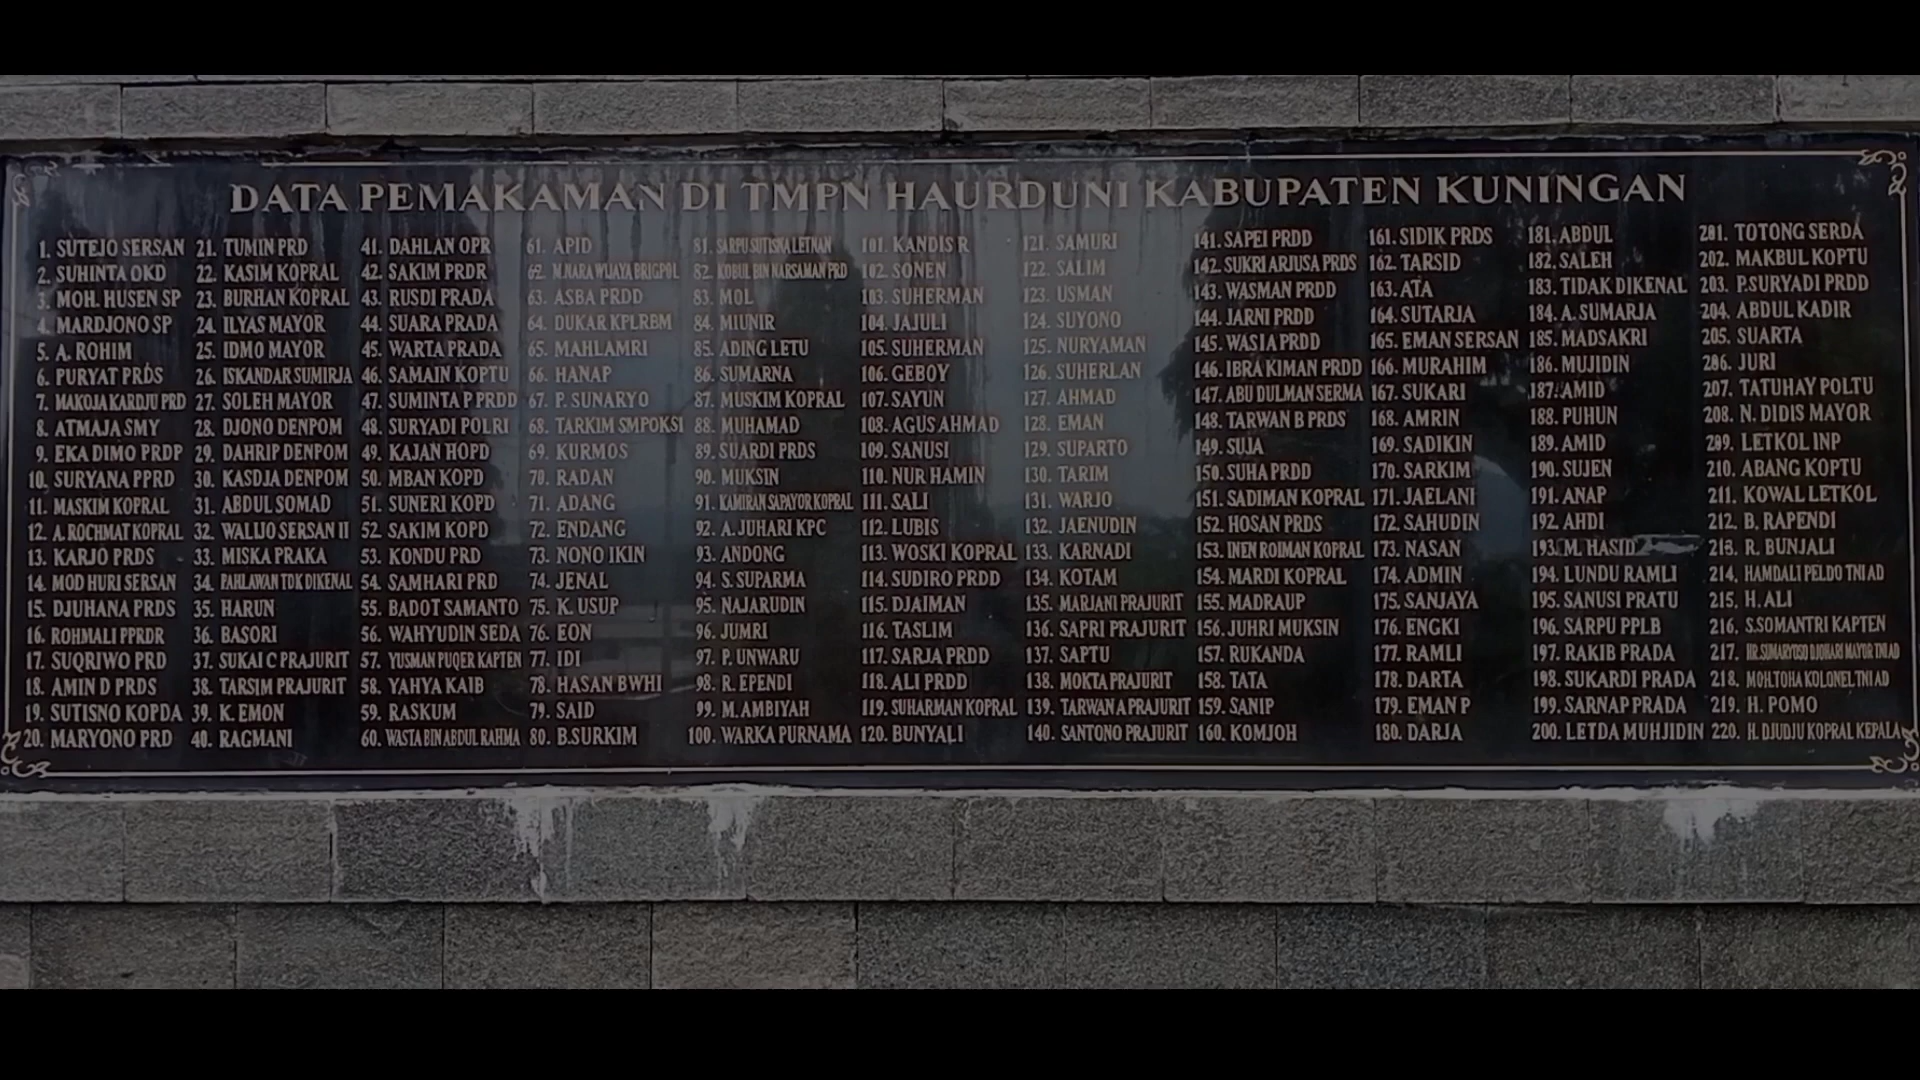 DATA PEMAKAMAN DI TMPN HAURDUNI KABUPATEN KUNINGAN
1. SUTEJO SERSAN
2. SUHINTA OKD
3. MOH. HUSEN SP
4. MARDJONO SP
5. A. ROHIM
6. PURYAT PRDS
7. MAKOJA KARDJU PRD
8. ATMAJA SMY
9. EKA DIMO PRDP
10. SURYANA PPRD
11. MASKIM KOPRAL
12. A. ROCHMAT KOPRAL
13. KARJO PRDS
14. MOD HURI SERSAN
15. DJUHANA PRDS
16. ROHMALI PPRDR
17. SUQRIWO PRD
18. AMIN D PRDS
19. SUTISNO KOPDA
20. MARYONO PRD
21. TUMIN PRD
22. KASIM KOPRAL
23. BURHAN KOPRAL
24. ILYAS MAYOR
25. IDMO MAYOR
26. ISKANDAR SUMIRJA
27. SOLEH MAYOR
28. DJONO DENPOM
29. DAHRIP DENPOM
30. KASDJA DENPOM
31. ABDUL SOMAD
32. WALIJO SERSAN II
33. MISKA PRAKA
34. PAHLAWAN TDK DIKENAL
35. HARUN
36. BASORI
37. SUKAI C PRAJURIT
38. TARSIM PRAJURIT
39. K. EMON
40. RAGMANI
41. DAHLAN OPR
42. SAKIM PRDR
43. RUSDI PRADA
44. SUARA PRADA
45. WARTA PRADA
46. SAMAIN KOPTU
47. SUMINTA P PRDD
48. SURYADI POLRI
49. KAJAN HOPD
50. MBAN KOPD
51. SUNERI KOPD
52. SAKIM KOPD
53. KONDU PRD
54. SAMHARI PRD
55. BADOT SAMANTO
56. WAHYUDIN SEDA
57. YUSMAN PUQER KAPTEN
58. YAHYA KAIB
59. RASKUM
60. WASTA BIN ABDUL RAHMA
61. APID
62. M.NARA WIJAYA BRIGPOL
63. ASBA PRDD
64. DUKAR KPLRBM
65. MAHLAMRI
66. HANAP
67. P. SUNARYO
68. TARKIM SMPOKSI
69. KURMOS
70. RADAN
71. ADANG
72. ENDANG
73. NONO IKIN
74. JENAL
75. K. USUP
76. EON
77. IDI
78. HASAN BWHI
79. SAID
80. B.SURKIM
81. SARPU SUTISNA LETNAN
82. KOBUL BIN NARSAMAN PRD
83. MOL
84. MIUNIR
85. ADING LETU
86. SUMARNA
87. MUSKIM KOPRAL
88. MUHAMAD
89. SUARDI PRDS
90. MUKSIN
91. KAMIRAN SAPAYOR KOPRAL
92. A. JUHARI KPC
93. ANDONG
94. S. SUPARMA
95. NAJARUDIN
96. JUMRI
97. P. UNWARU
98. R. EPENDI
99. M. AMBIYAH
100. WARKA PURNAMA
101. KANDIS R
102. SONEN
103. SUHERMAN
104. JAJULI
105. SUHERMAN
106. GEBOY
107. SAYUN
108. AGUS AHMAD
109. SANUSI
110. NUR HAMIN
111. SALI
112. LUBIS
113. WOSKI KOPRAL
114. SUDIRO PRDD
115. DJAIMAN
116. TASLIM
117. SARJA PRDD
118. ALI PRDD
119. SUHARMAN KOPRAL
120. BUNYALI
121. SAMURI
122. SALIM
123. USMAN
124. SUYONO
125. NURYAMAN
126. SUHERLAN
127. AHMAD
128. EMAN
129. SUPARTO
130. TARIM
131. WARJO
132. JAENUDIN
133. KARNADI
134. KOTAM
135. MARJANI PRAJURIT
136. SAPRI PRAJURIT
137. SAPTU
138. MOKTA PRAJURIT
139. TARWAN A PRAJURIT
140. SANTONO PRAJURIT
141. SAPEI PRDD
142. SUKRI ARJUSA PRDS
143. WASMAN PRDD
144. JARNI PRDD
145. WASIA PRDD
146. IBRA KIMAN PRDD
147. ABU DULMAN SERMA
148. TARWAN B PRDS
149. SUJA
150. SUHA PRDD
151. SADIMAN KOPRAL
152. HOSAN PRDS
153. INEN ROIMAN KOPRAL
154. MARDI KOPRAL
155. MADRAUP
156. JUHRI MUKSIN
157. RUKANDA
158. TATA
159. SANIP
160. KOMJOH
161. SIDIK PRDS
162. TARSID
163. ATA
164. SUTARJA
165. EMAN SERSAN
166. MURAHIM
167. SUKARI
168. AMRIN
169. SADIKIN
170. SARKIM
171. JAELANI
172. SAHUDIN
173. NASAN
174. ADMIN
175. SANJAYA
176. ENGKI
177. RAMLI
178. DARTA
179. EMAN P
180. DARJA
181. ABDUL
182. SALEH
183. TIDAK DIKENAL
184. A. SUMARJA
185. MADSAKRI
186. MUJIDIN
187. AMID
188. PUHUN
189. AMID
190. SUJEN
191. ANAP
192. AHDI
193. M. HASID
194. LUNDU RAMLI
195. SANUSI PRATU
196. SARPU PPLB
197. RAKIB PRADA
198. SUKARDI PRADA
199. SARNAP PRADA
200. LETDA MUHJIDIN
201. TOTONG SERDA
202. MAKBUL KOPTU
203. P.SURYADI PRDD
204. ABDUL KADIR
205. SUARTA
206. JURI
207. TATUHAY POLTU
208. N. DIDIS MAYOR
209. LETKOL INP
210. ABANG KOPTU
211. KOWAL LETKOL
212. B. RAPENDI
213. R. BUNJALI
214. HAMDALI PELDO TNI AD
215. H. ALI
216. S.SOMANTRI KAPTEN
217. HR.SUMARYOSO DJOHARI MAYOR TNI AD
218. MOH.TOHA KOLONEL TNI AD
219. H. POMO
220. H. DJUDJU KOPRAL KEPALA